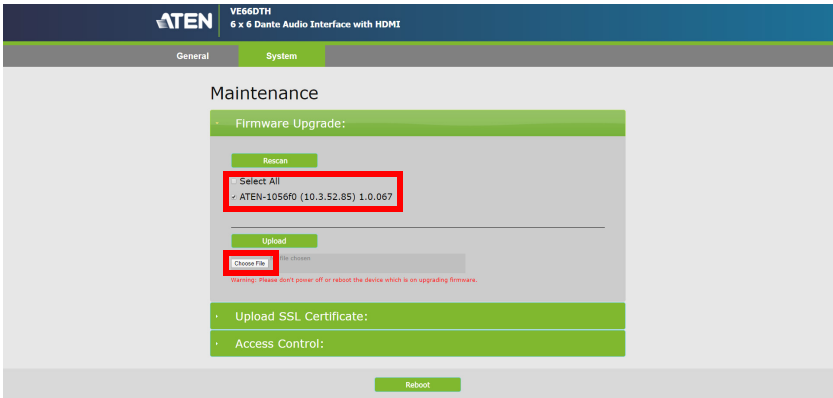 ATEN
VE66DTH
6 x 6 Dante Audio Interface with HDMI
General System
Maintenance
Firmware Upgrade:
Rescan
Select All
ATEN-1056f0 (10.3.52.85) 1.0.067
Upload
Choose File file chosen
Warning: Please don't power off or reboot the device which is on upgrading firmware.
Upload SSL Certificate:
Access Control:
Reboot